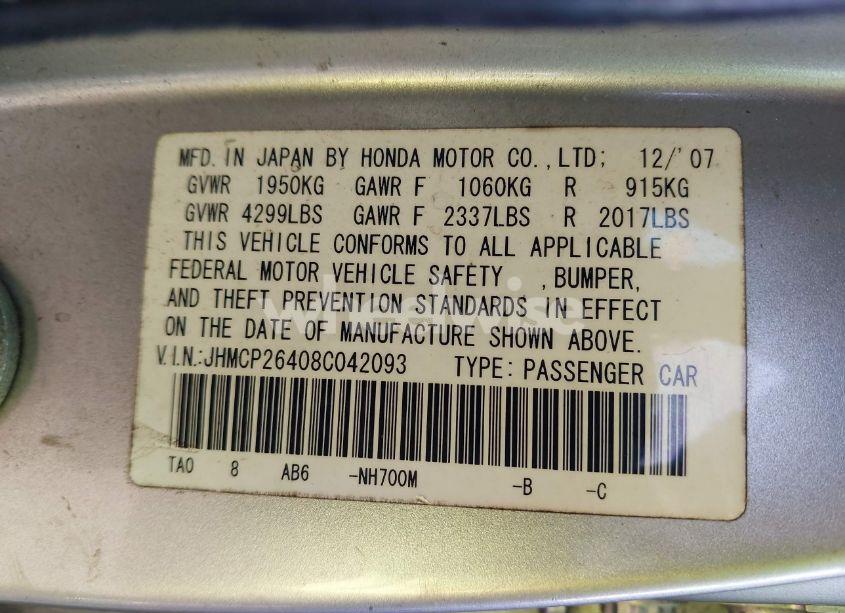 MFD. IN JAPAN BY HONDA MOTOR CO., LTD; 12/'07
GVWR 1950KG GAWR F 1060KG R 915KG
GVWR 4299LBS GAWR F 2337LBS R 2017LBS
THIS VEHICLE CONFORMS TO ALL APPLICABLE
FEDERAL MOTOR VEHICLE SAFETY , BUMPER,
AND THEFT PREVENTION STANDARDS IN EFFECT
wheelwise
ON THE DATE OF MANUFACTURE SHOWN ABOVE.
V.I.N.:JHMCP26408C042093 TYPE: PASSENGER CAR
TA0 8 AB6 -NH700M -B -C